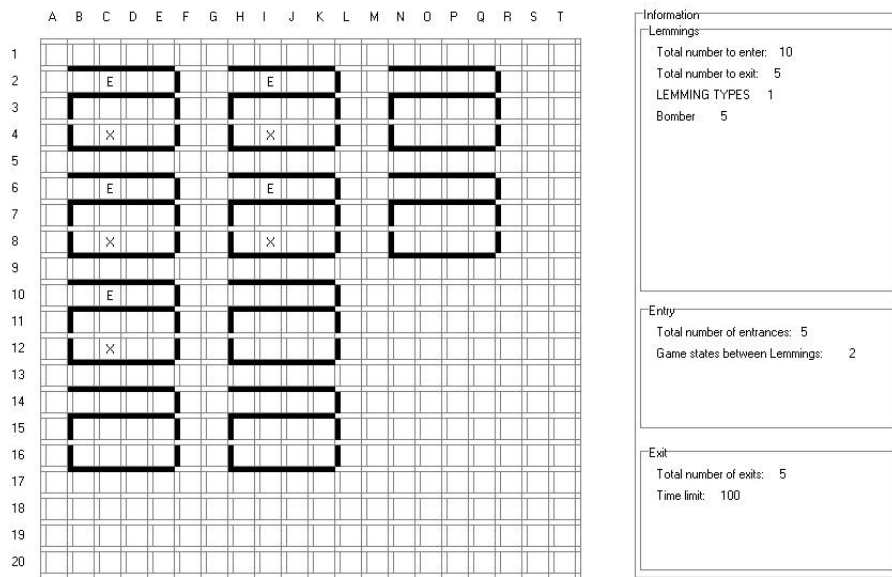 A B C D E F G H I J K L M N O P Q R S T
Information
Lemmings
1
Total number to enter: 10
2 E E
Total number to exit: 5
3
LEMMING TYPES 1
Bomber 5
4 X X
5
6 E E
7
8 X X
9
10 E
Entry
11
Total number of entrances: 5
12 X
Game states between Lemmings: 2
13
14
15
16
Exit
17
Total number of exits: 5
18
Time limit: 100
19
20